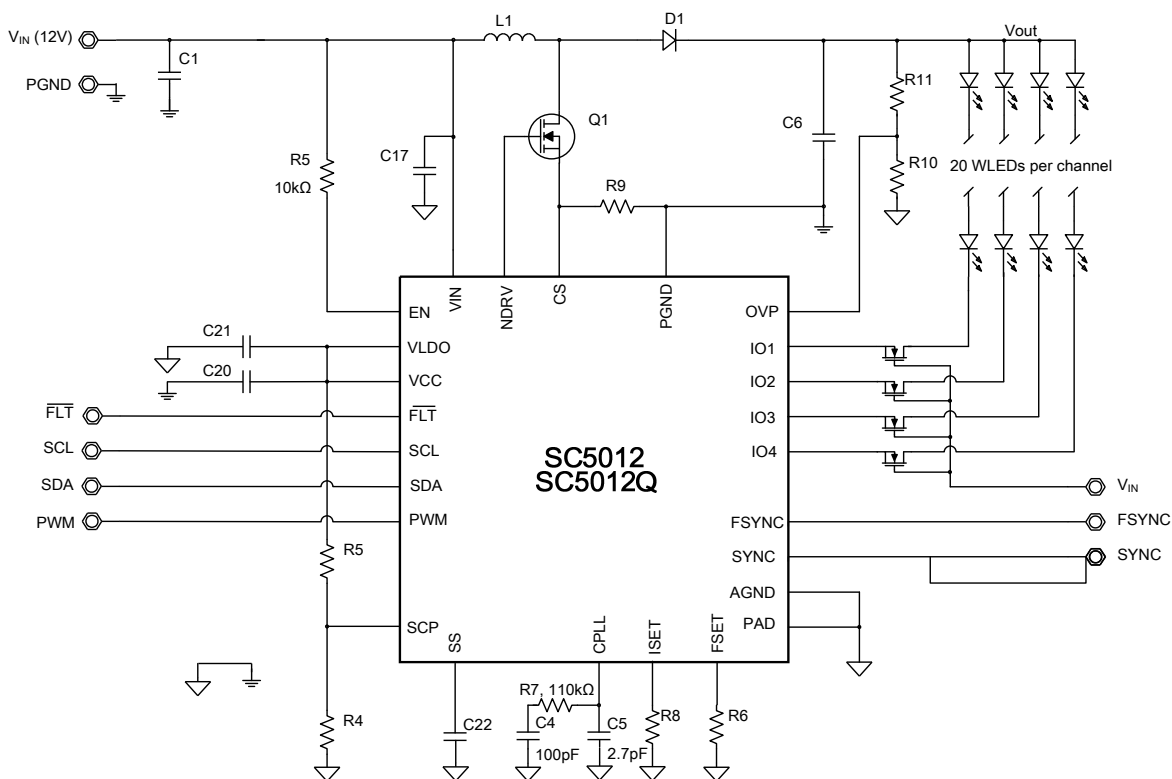 L1
D1
VIN (12V)
Vout
C1
PGND
R11
Q1
C6
R5
10kΩ
C17
R10
20 WLEDs per channel
R9
VIN
NDRV
CS
PGND
EN
OVP
C21
VLDO
IO1
C20
VCC
IO2
FLT
FLT
IO3
SCL
SCL
IO4
SC5012
SC5012Q
SDA
SDA
VIN
PWM
PWM
FSYNC
FSYNC
R5
SYNC
SYNC
AGND
SCP
PAD
SS
CPLL
ISET
FSET
R7, 110kΩ
R4
C22
C4
100pF
C5
2.7pF
R8
R6